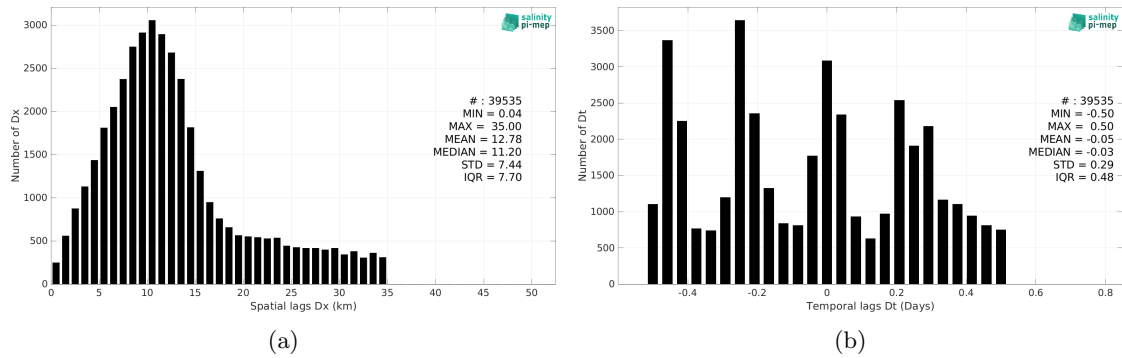 salinity
pi-mep
3000
2500
2000
1500
1000
500
0
Number of Dx
# : 39535
MIN = 0.04
MAX = 35.00
MEAN = 12.78
MEDIAN = 11.20
STD = 7.44
IQR = 7.70
0 5 10 15 20 25 30 35 40 45 50
Spatial lags Dx (km)
(a)
salinity
pi-mep
3500
3000
2500
2000
1500
1000
500
0
Number of Dt
# : 39535
MIN = -0.50
MAX = 0.50
MEAN = -0.05
MEDIAN = -0.03
STD = 0.29
IQR = 0.48
-0.4 -0.2 0 0.2 0.4 0.6 0.8
Temporal lags Dt (Days)
(b)